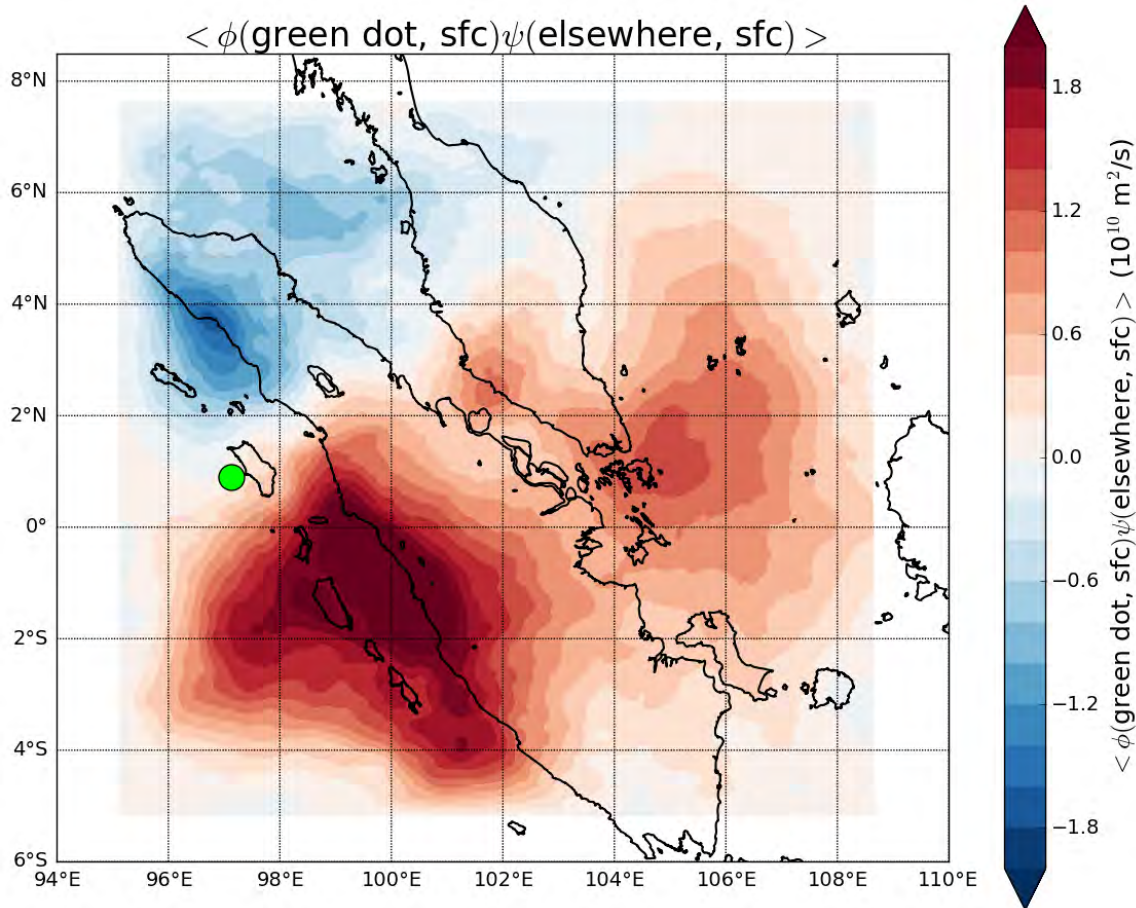 < ϕ(green dot, sfc)ψ(elsewhere, sfc) >
8°N
6°N
4°N
2°N
0°
2°S
4°S
6°S
94°E 96°E 98°E 100°E 102°E 104°E 106°E 108°E 110°E
1.8
1.2
0.6
0.0
−0.6
−1.2
−1.8
< ϕ(green dot, sfc)ψ(elsewhere, sfc) > (10¹⁰ m²/s)